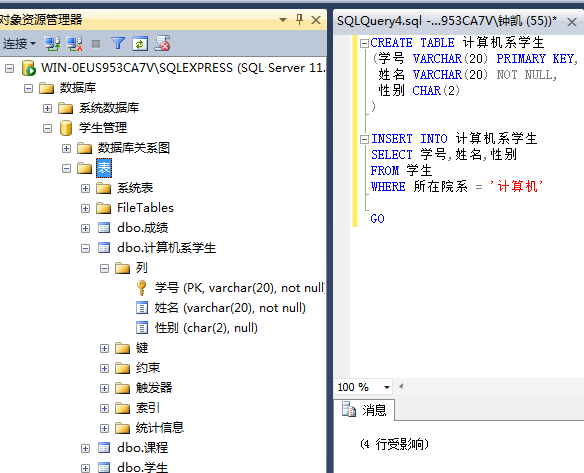 对象资源管理器
连接
WIN-0EUS953CA7V\SQLEXPRESS (SQL Server 11.
数据库
系统数据库
学生管理
数据库关系图
表
系统表
FileTables
dbo.成绩
dbo.计算机系学生
列
学号 (PK, varchar(20), not null
姓名 (varchar(20), not null)
性别 (char(2), null)
键
约束
触发器
索引
统计信息
dbo.课程
dbo.学生
SQLQuery4.sql -...953CA7V\钟凯 (55))*
CREATE TABLE 计算机系学生
(学号 VARCHAR(20) PRIMARY KEY,
姓名 VARCHAR(20) NOT NULL,
性别 CHAR(2)
)
INSERT INTO 计算机系学生
SELECT 学号,姓名,性别
FROM 学生
WHERE 所在院系 = '计算机'
GO
100 %
消息
(4 行受影响)